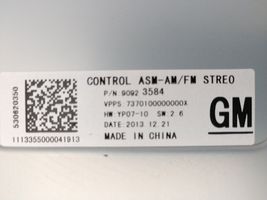 CONTROL ASM-AM/FM STREO
P/N 9092 3584
VPPS:7370100000000X
HW:YP07-10 SW:2.6
DATE:2013.12.21
MADE IN CHINA
GM
530620350
1113355000041913